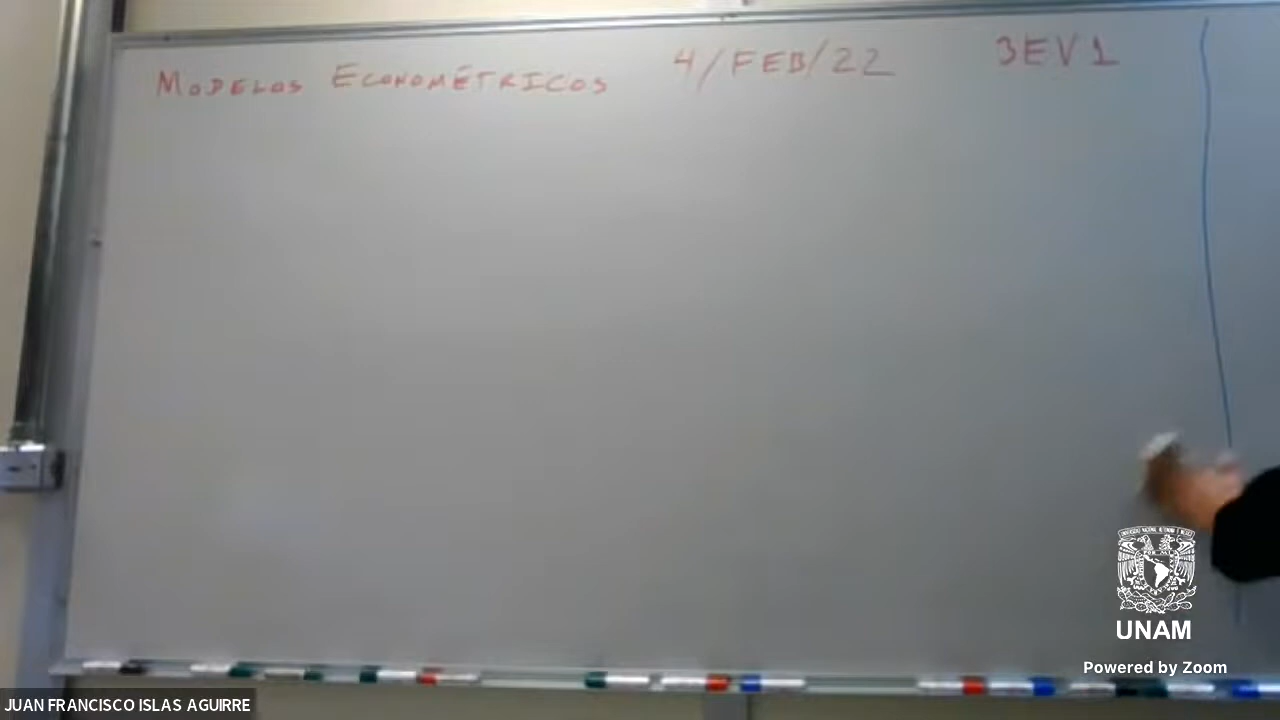 MODELOS ECONOMÉTRICOS 4/FEB/22 3EV1
UNAM
Powered by Zoom
JUAN FRANCISCO ISLAS AGUIRRE